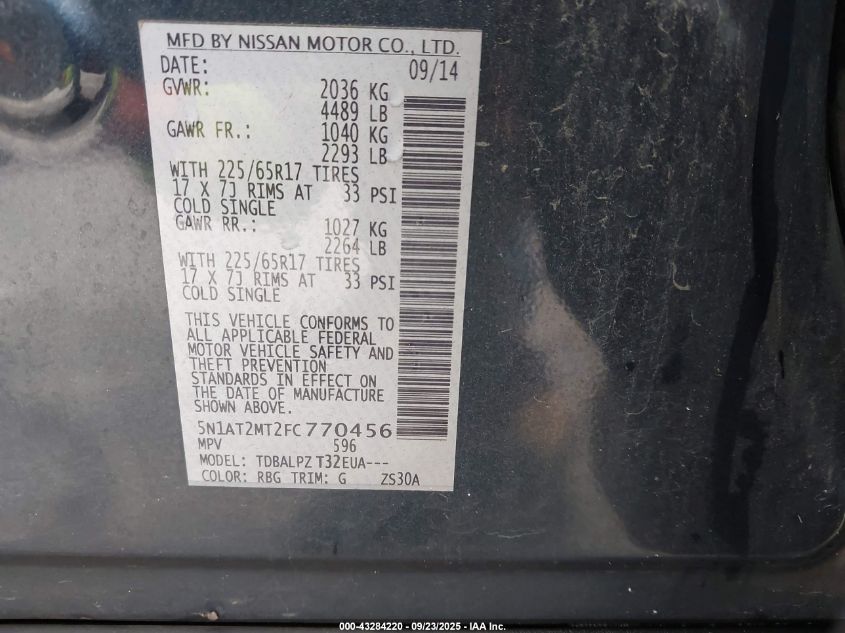 MFD BY NISSAN MOTOR CO., LTD.
DATE: 09/14
GVWR: 2036 KG
4489 LB
GAWR FR.: 1040 KG
2293 LB
WITH 225/65R17 TIRES
17 X 7J RIMS AT 33 PSI
COLD SINGLE
GAWR RR.: 1027 KG
2264 LB
WITH 225/65R17 TIRES
17 X 7J RIMS AT 33 PSI
COLD SINGLE
THIS VEHICLE CONFORMS TO
ALL APPLICABLE FEDERAL
MOTOR VEHICLE SAFETY AND
THEFT PREVENTION
STANDARDS IN EFFECT ON
THE DATE OF MANUFACTURE
SHOWN ABOVE.
5N1AT2MT2FC770456
MPV 596
MODEL: TDBALPZ T32EUA---
COLOR: RBG TRIM: G ZS30A
000-43284220 - 09/23/2025 - IAA Inc.